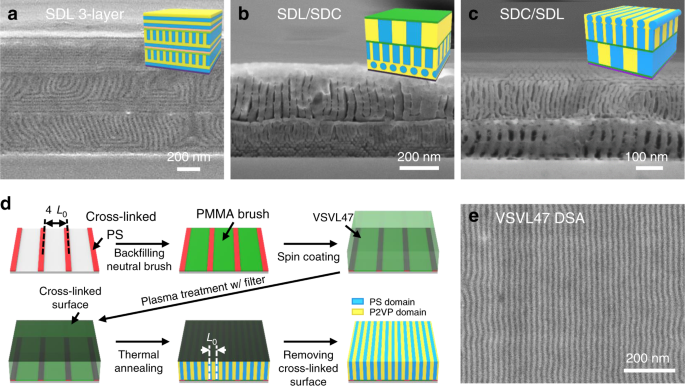 a
SDL 3-layer
200 nm
b
SDL/SDC
200 nm
c
SDC/SDL
100 nm
d
4 L0
Cross-linked
PS
Backfilling
neutral brush
PMMA brush
Spin coating
VSVL47
Plasma treatment w/ filter
Cross-linked
surface
Thermal
annealing
L0
Removing
cross-linked
surface
PS domain
P2VP domain
e
VSVL47 DSA
200 nm